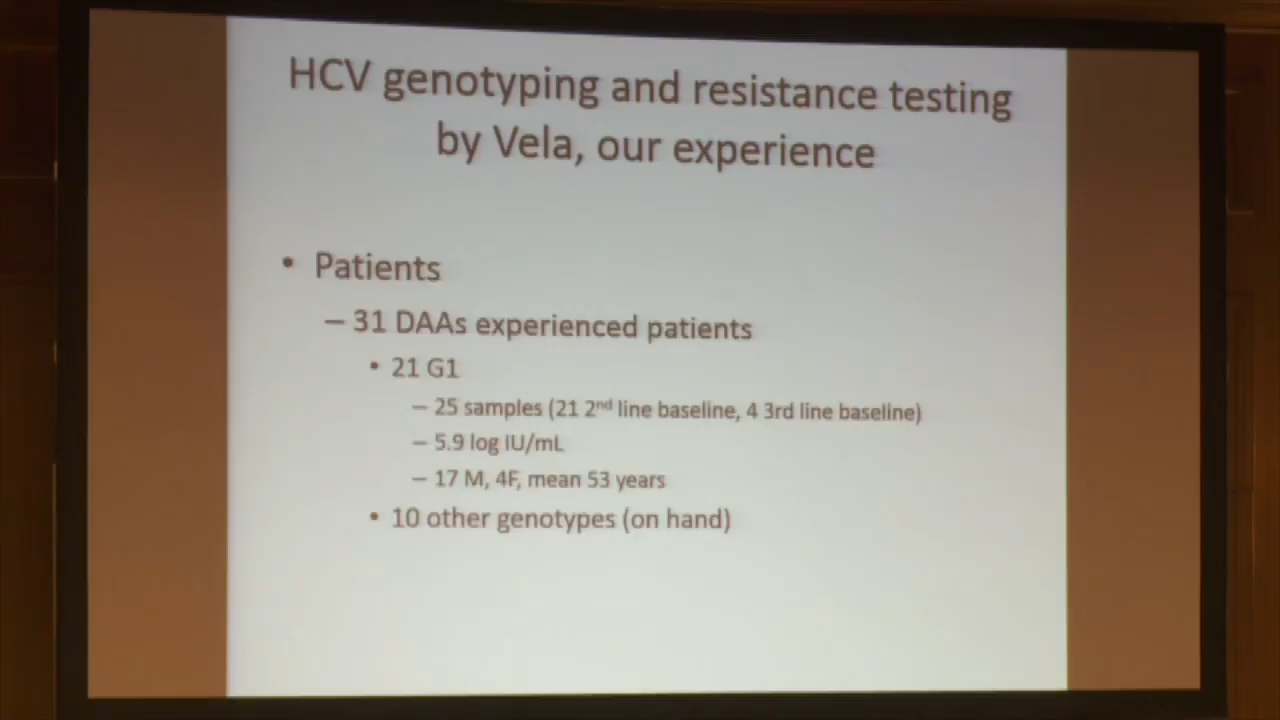 HCV genotyping and resistance testing
by Vela, our experience
• Patients
– 31 DAAs experienced patients
• 21 G1
– 25 samples (21 2nd line baseline, 4 3rd line baseline)
– 5.9 log IU/mL
– 17 M, 4F, mean 53 years
• 10 other genotypes (on hand)